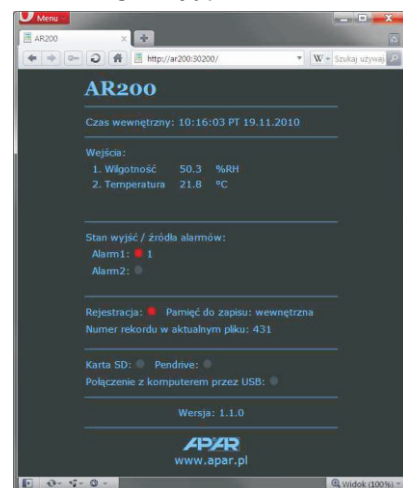 Menu
AR200
http://ar200:30200/
Szukaj używaj
AR200
Czas wewnętrzny: 10:16:03 PT 19.11.2010
Wejścia:
1. Wilgotność 50.3 %RH
2. Temperatura 21.8 °C
Stan wyjść / źródła alarmów:
Alarm1: 1
Alarm2:
Rejestracja: Pamięć do zapisu: wewnętrzna
Numer rekordu w aktualnym pliku: 431
Karta SD: Pendrive:
Połączenie z komputerem przez USB:
Wersja: 1.1.0
APAR
www.apar.pl
Widok (100%)